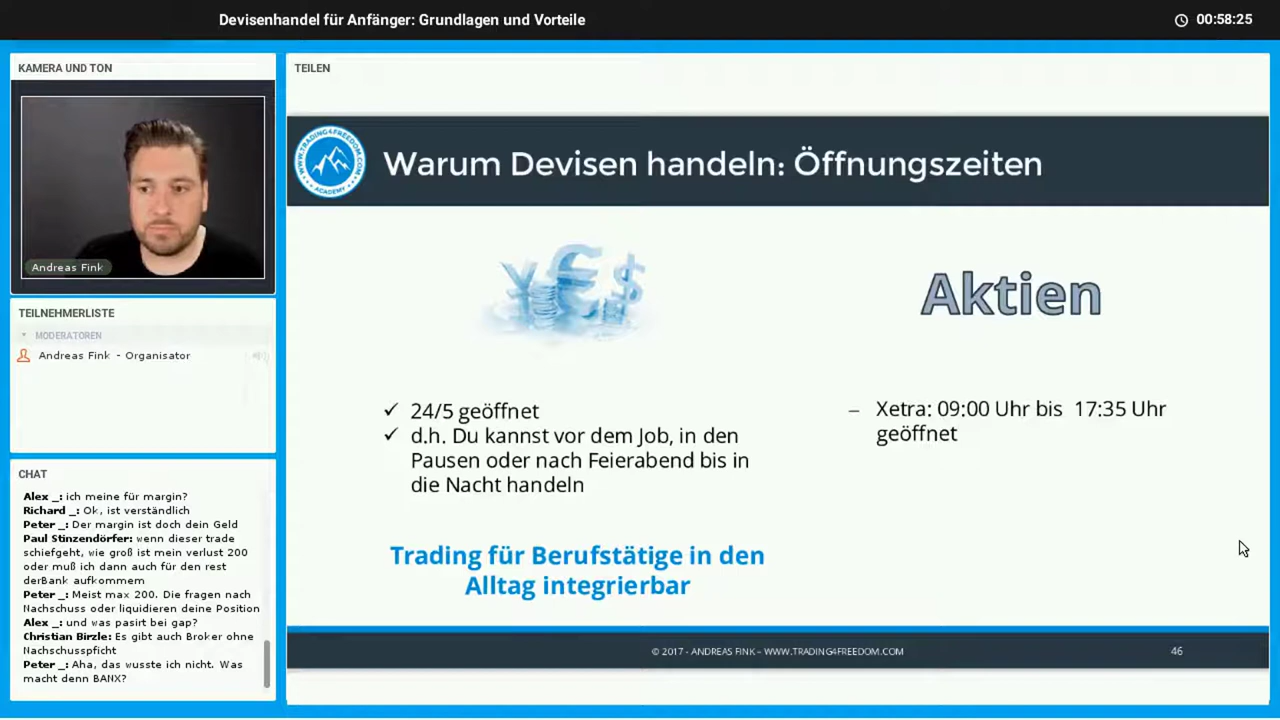 Devisenhandel für Anfänger: Grundlagen und Vorteile
00:58:25
KAMERA UND TON
Andreas Fink
TEILNEHMERLISTE
MODERATOREN
Andreas Fink - Organisator
CHAT
Alex _: ich meine für margin?
Richard _: Ok, ist verständlich
Peter _: Der margin ist doch dein Geld
Paul Stinzendörfer: wenn dieser trade
schiefgeht, wie groß ist mein verlust 200
oder muß ich dann auch für den rest
derBank aufkommem
Peter _: Meist max 200. Die fragen nach
Nachschuss oder liquidieren deine Position
Alex _: und was pasirt bei gap?
Christian Birzle: Es gibt auch Broker ohne
Nachschusspficht
Peter _: Aha, das wusste ich nicht. Was
macht denn BANX?
TEILEN
WWW.TRADING4FREEDOM.COM
ACADEMY
Warum Devisen handeln: Öffnungszeiten
¥ € $
Aktien
✓ 24/5 geöffnet
✓ d.h. Du kannst vor dem Job, in den
Pausen oder nach Feierabend bis in
die Nacht handeln
Trading für Berufstätige in den
Alltag integrierbar
– Xetra: 09:00 Uhr bis 17:35 Uhr
geöffnet
© 2017 - ANDREAS FINK – WWW.TRADING4FREEDOM.COM
46